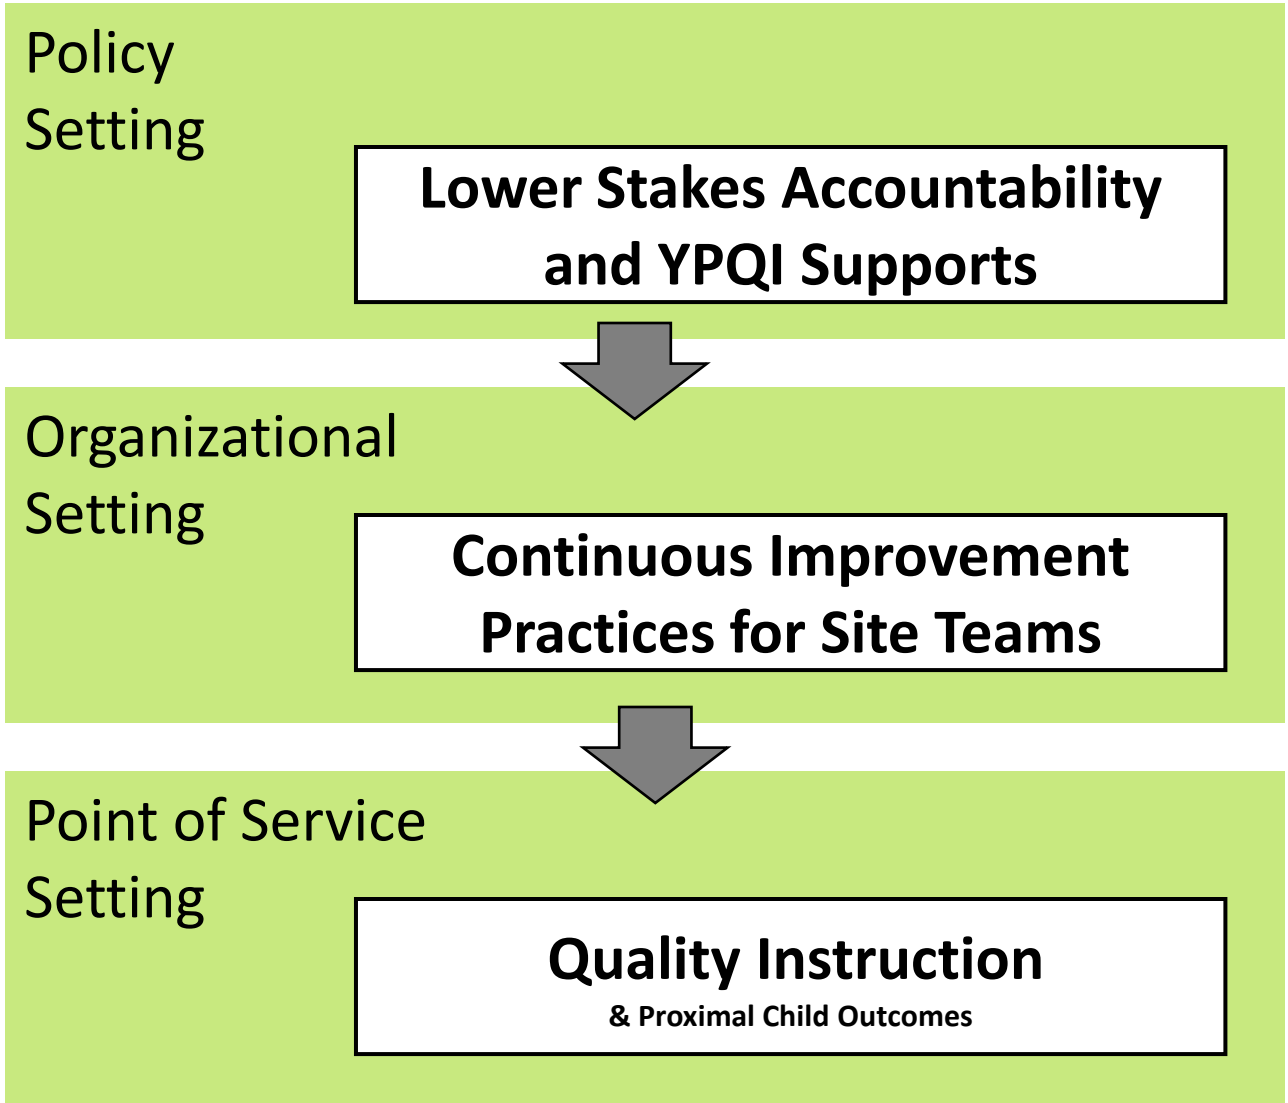 Policy
Setting
Lower Stakes Accountability
and YPQI Supports
Organizational
Setting
Continuous Improvement
Practices for Site Teams
Point of Service
Setting
Quality Instruction
& Proximal Child Outcomes